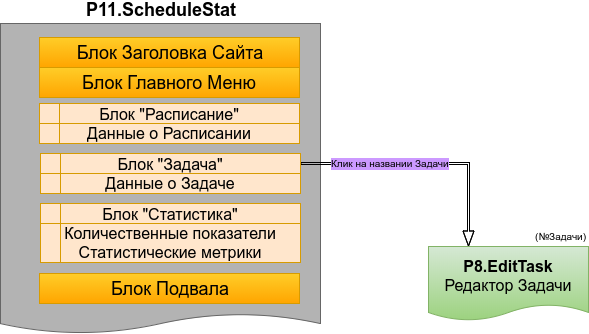 P11.ScheduleStat
Блок Заголовка Сайта
Блок Главного Меню
Блок "Расписание"
Данные о Расписании
Блок "Задача"
Данные о Задаче
Клик на названии Задачи
Блок "Статистика"
Количественные показатели
Статистические метрики
Блок Подвала
(№Задачи)
P8.EditTask
Редактор Задачи